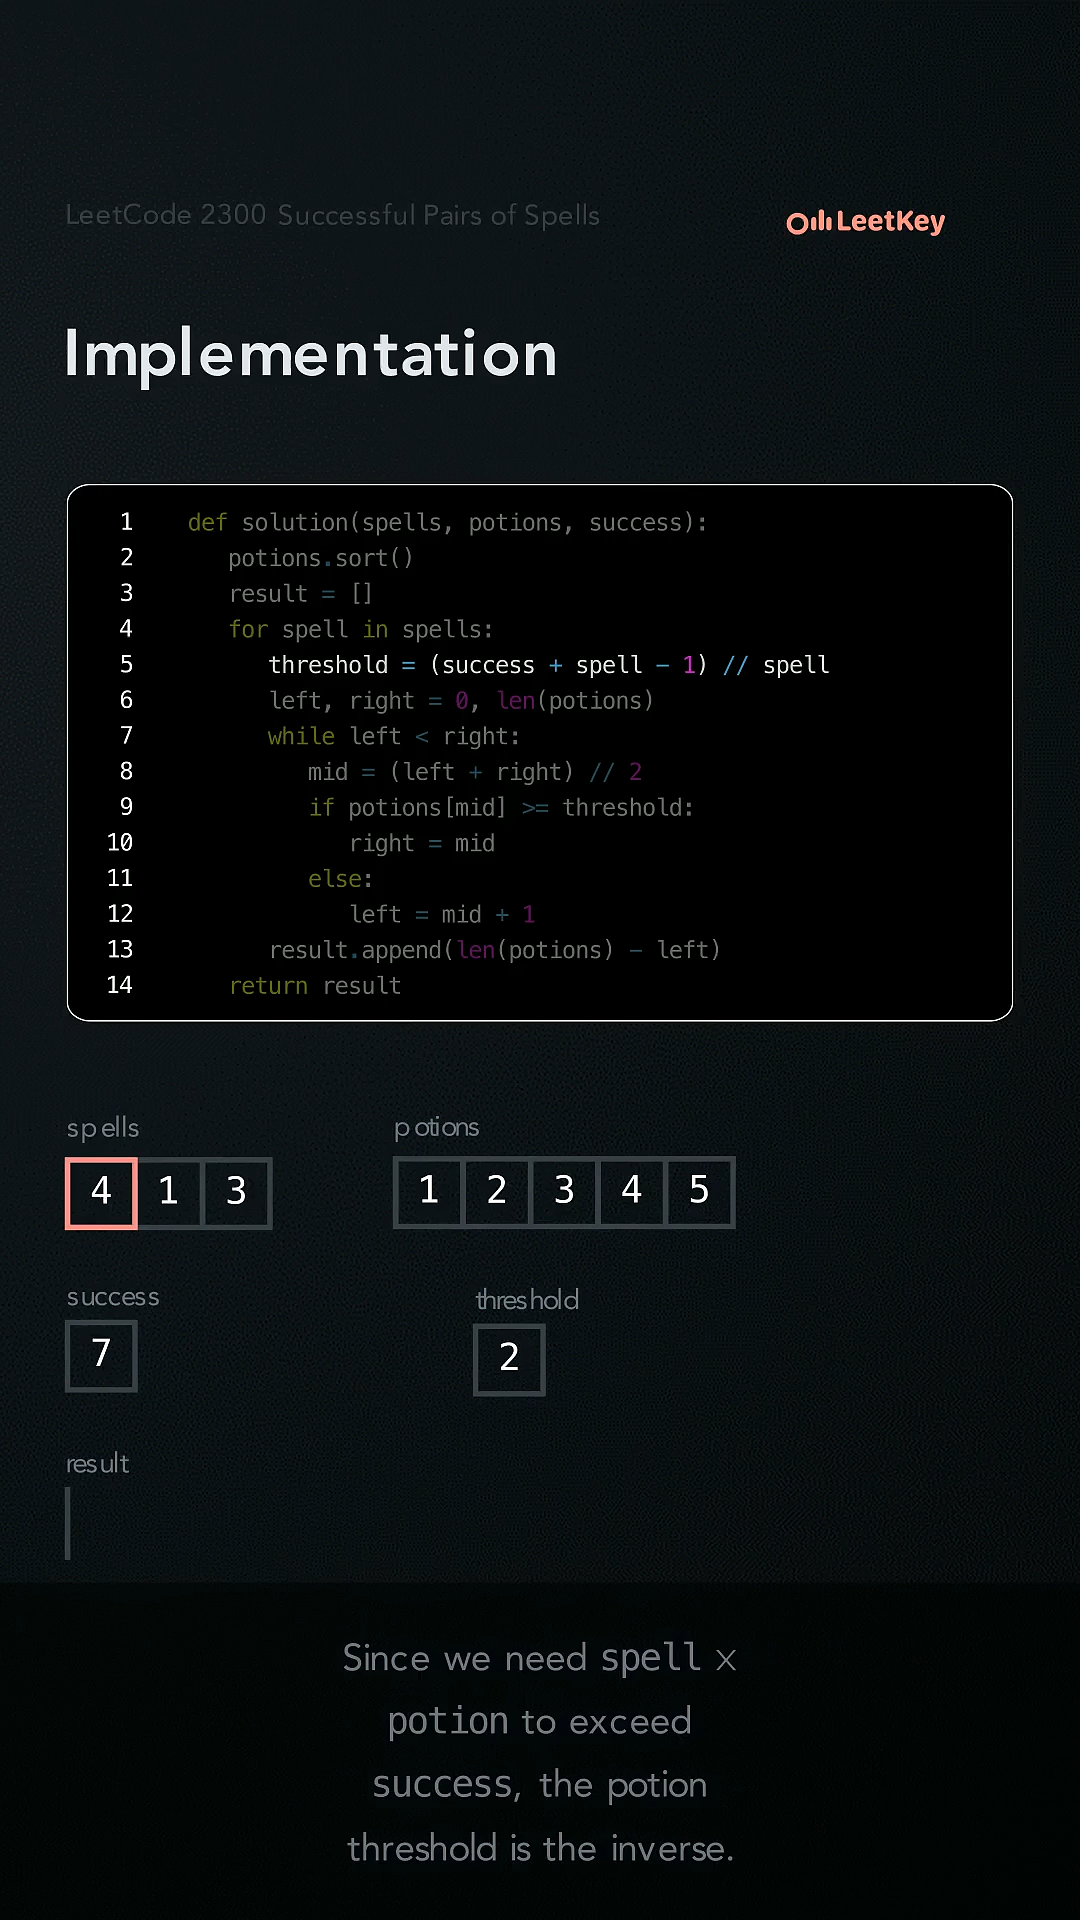 LeetCode 2300 Successful Pairs of Spells
LeetKey
Implementation
1 def solution(spells, potions, success):
2 potions.sort()
3 result = []
4 for spell in spells:
5 threshold = (success + spell - 1) // spell
6 left, right = 0, len(potions)
7 while left < right:
8 mid = (left + right) // 2
9 if potions[mid] >= threshold:
10 right = mid
11 else:
12 left = mid + 1
13 result.append(len(potions) - left)
14 return result
spells potions
4 1 3 1 2 3 4 5
success threshold
7 2
result
Since we need spell x
potion to exceed
success, the potion
threshold is the inverse.